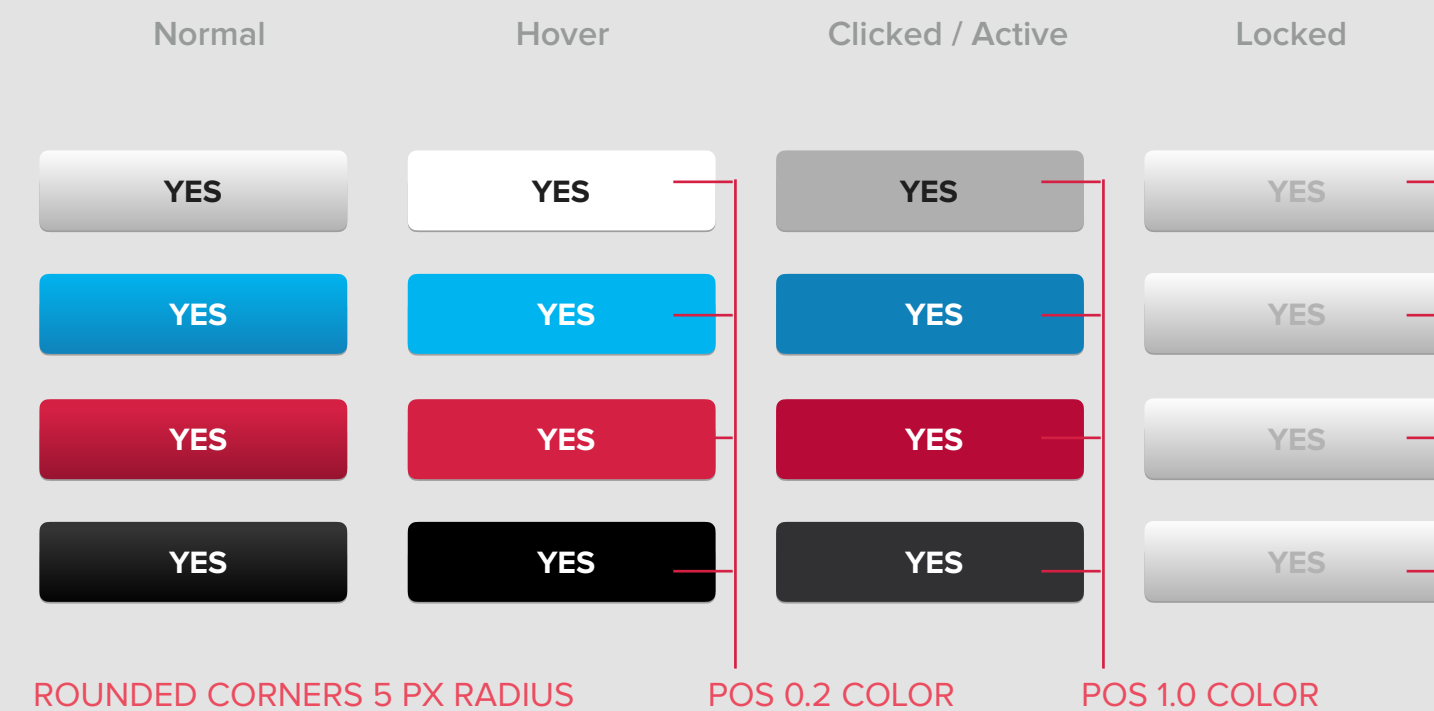 Normal Hover Clicked / Active Locked
YES YES YES YES
YES YES YES YES
YES YES YES YES
YES YES YES YES
ROUNDED CORNERS 5 PX RADIUS POS 0.2 COLOR POS 1.0 COLOR